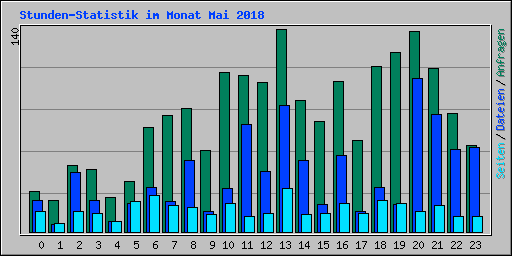 Stunden-Statistik im Monat Mai 2018
140
Seiten / Dateien / Anfragen
0 1 2 3 4 5 6 7 8 9 10 11 12 13 14 15 16 17 18 19 20 21 22 23